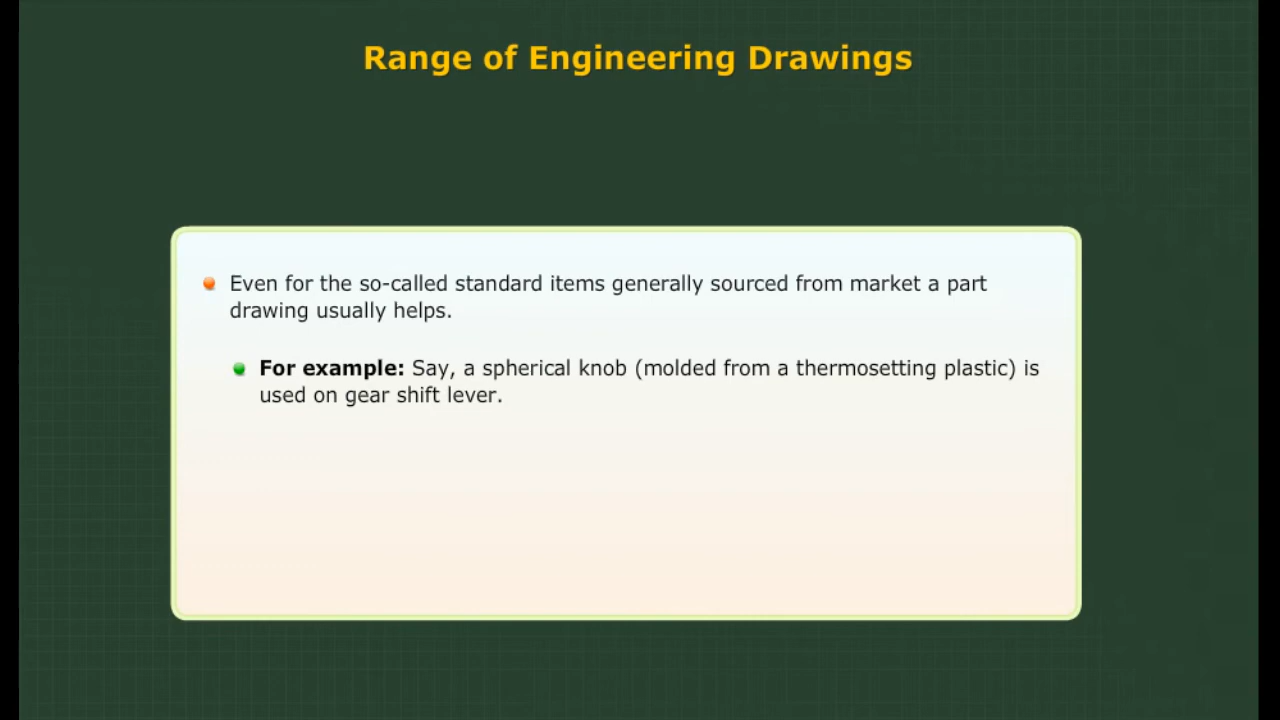 Range of Engineering Drawings
Even for the so-called standard items generally sourced from market a part
drawing usually helps.
For example: Say, a spherical knob (molded from a thermosetting plastic) is
used on gear shift lever.